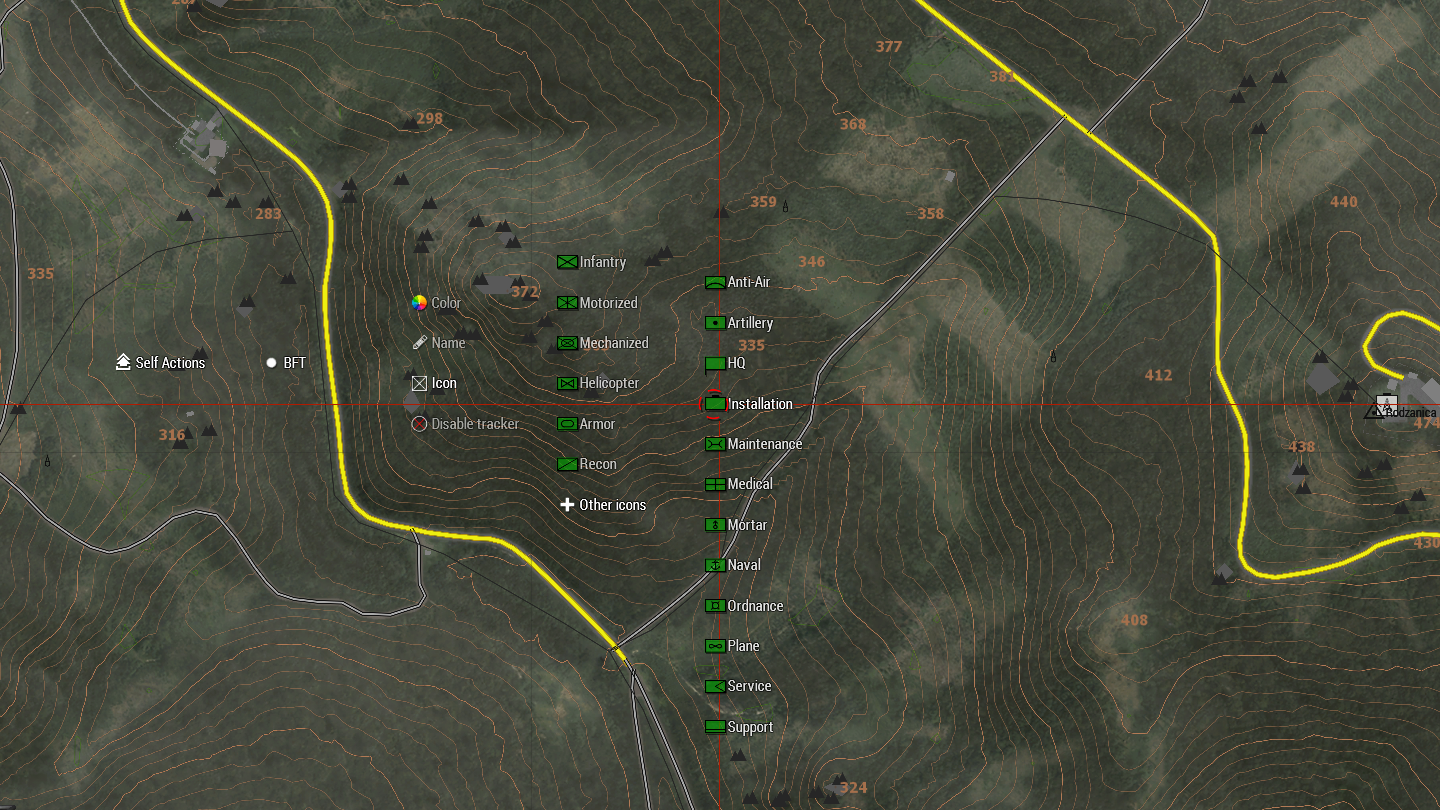 377
381
298
368
283
359
358
440
335
346
372
335
412
316
438
474
430
408
324
Self Actions
BFT
Color
Name
Icon
Disable tracker
Infantry
Motorized
Mechanized
Helicopter
Armor
Recon
Other icons
Anti-Air
Artillery
HQ
Installation
Maintenance
Medical
Mortar
Naval
Ordnance
Plane
Service
Support
Rodzanica